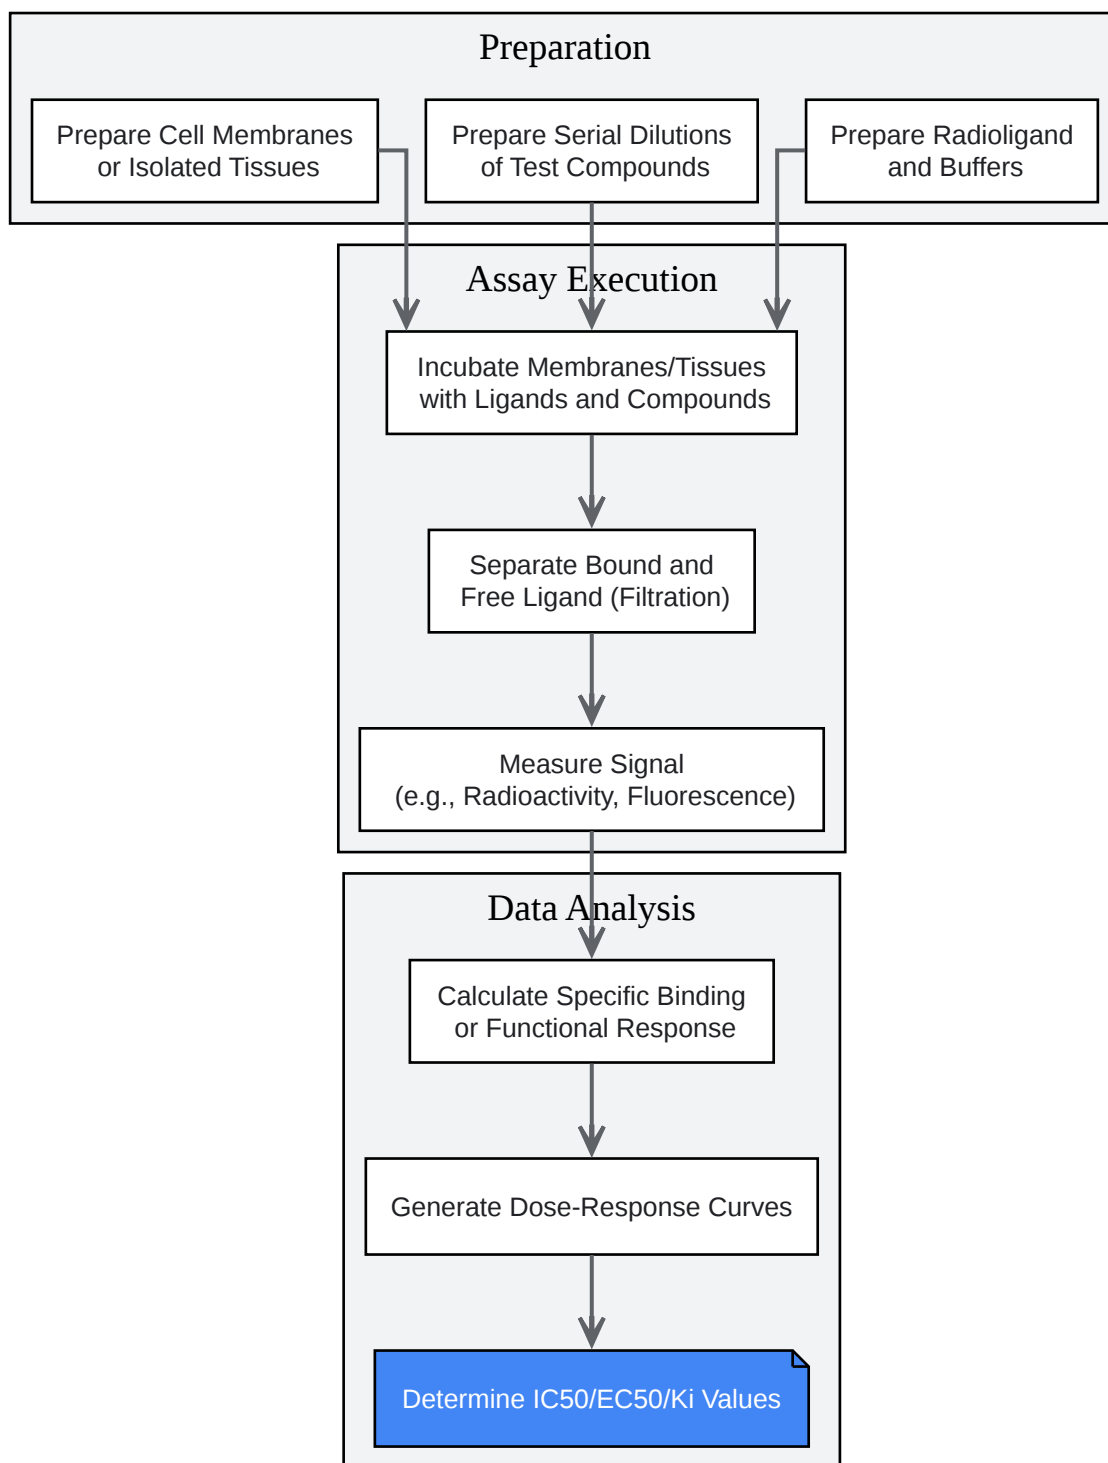 Preparation
Prepare Cell Membranes
or Isolated Tissues
Prepare Serial Dilutions
of Test Compounds
Prepare Radioligand
and Buffers
Assay Execution
Incubate Membranes/Tissues
with Ligands and Compounds
Separate Bound and
Free Ligand (Filtration)
Measure Signal
(e.g., Radioactivity, Fluorescence)
Data Analysis
Calculate Specific Binding
or Functional Response
Generate Dose-Response Curves
Determine IC50/EC50/Ki Values